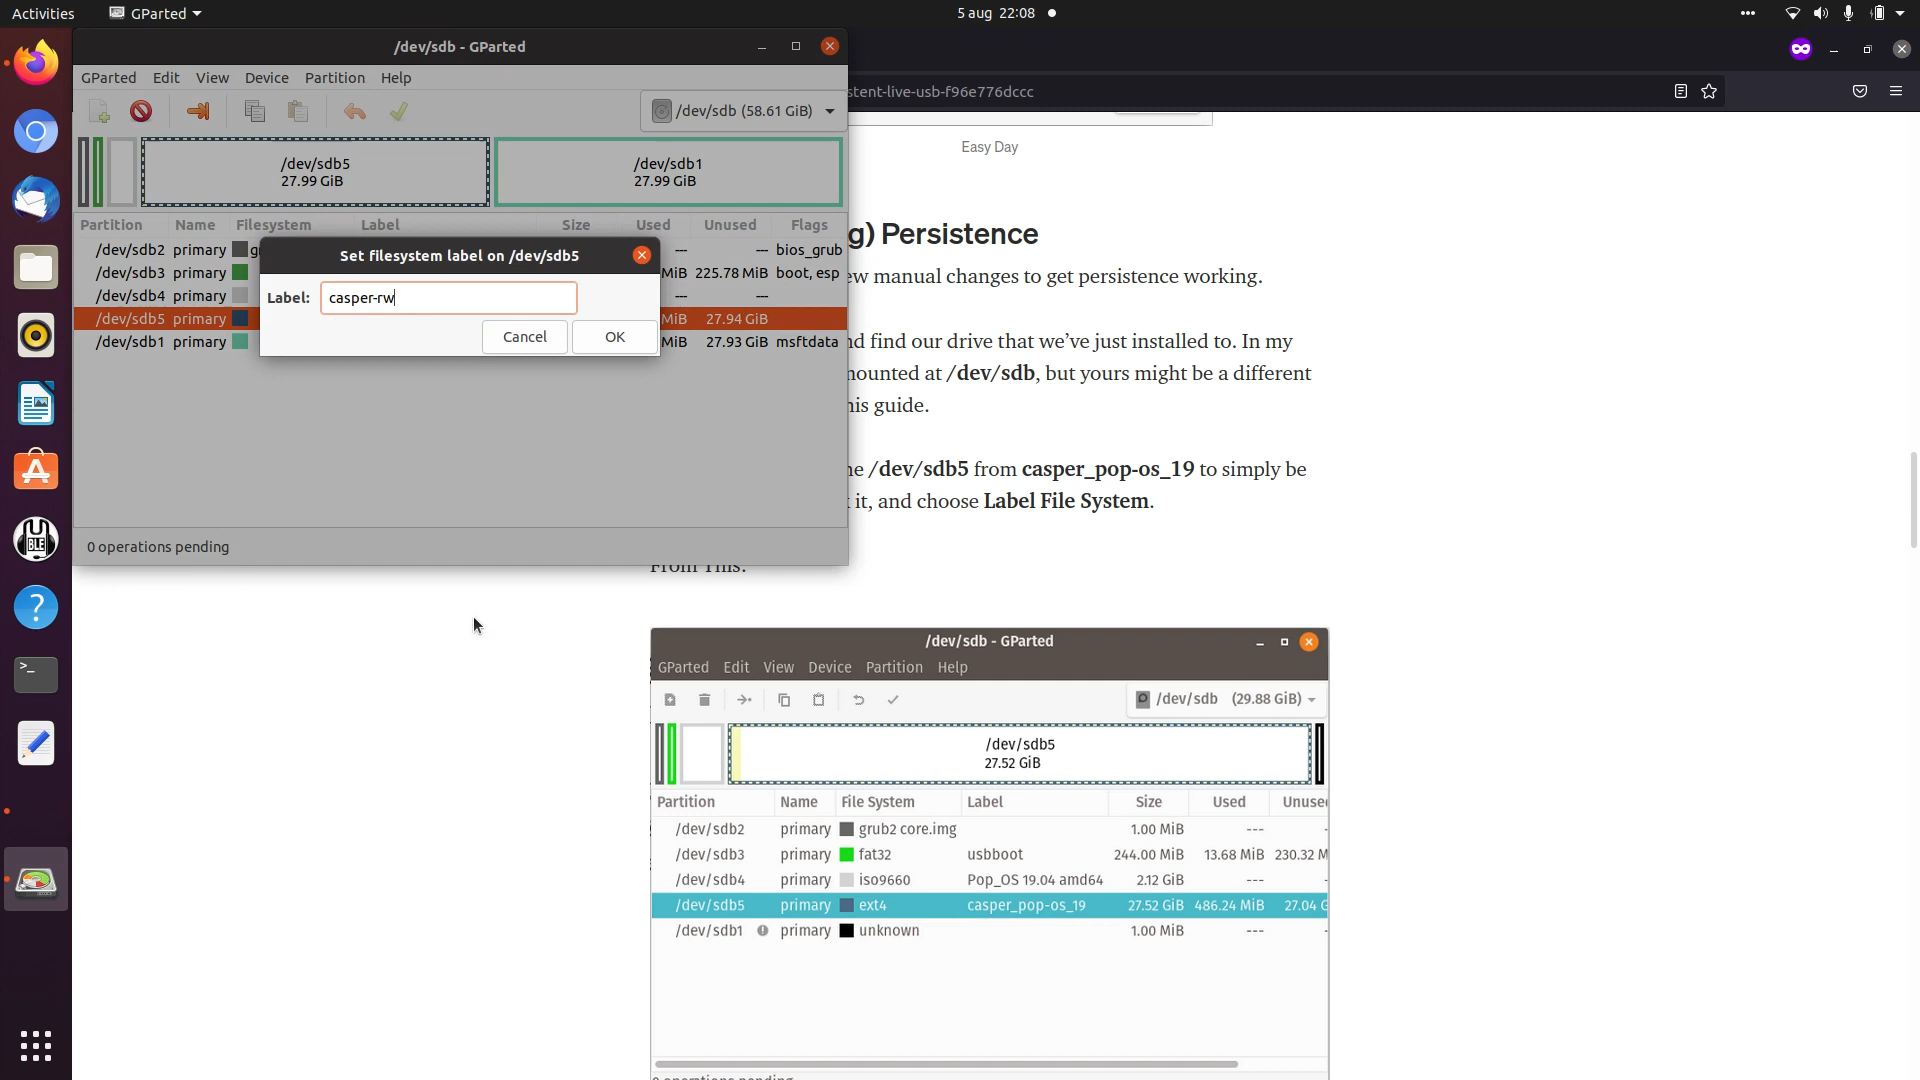 Activities
GParted
5 aug 22:08
/dev/sdb - GParted
GParted Edit View Device Partition Help
/dev/sdb (58.61 GiB)
/dev/sdb5
27.99 GiB
/dev/sdb1
27.99 GiB
Partition Name Filesystem Label Size Used Unused Flags
/dev/sdb2 primary g --- --- bios_grub
/dev/sdb3 primary MiB 225.78 MiB boot, esp
/dev/sdb4 primary --- ---
/dev/sdb5 primary MiB 27.94 GiB
/dev/sdb1 primary MiB 27.93 GiB msftdata
Set filesystem label on /dev/sdb5
Label: casper-rw
Cancel OK
0 operations pending
stent-live-usb-f96e776dccc
Easy Day
g) Persistence
ew manual changes to get persistence working.
nd find our drive that we've just installed to. In my
mounted at /dev/sdb, but yours might be a different
his guide.
he /dev/sdb5 from casper_pop-os_19 to simply be
k it, and choose Label File System.
From This:
/dev/sdb - GParted
GParted Edit View Device Partition Help
/dev/sdb (29.88 GiB)
/dev/sdb5
27.52 GiB
Partition Name File System Label Size Used Unused
/dev/sdb2 primary grub2 core.img 1.00 MiB --- -
/dev/sdb3 primary fat32 usbboot 244.00 MiB 13.68 MiB 230.32 M
/dev/sdb4 primary iso9660 Pop_OS 19.04 amd64 2.12 GiB --- -
/dev/sdb5 primary ext4 casper_pop-os_19 27.52 GiB 486.24 MiB 27.04 G
/dev/sdb1 primary unknown 1.00 MiB --- -
0 operations pending